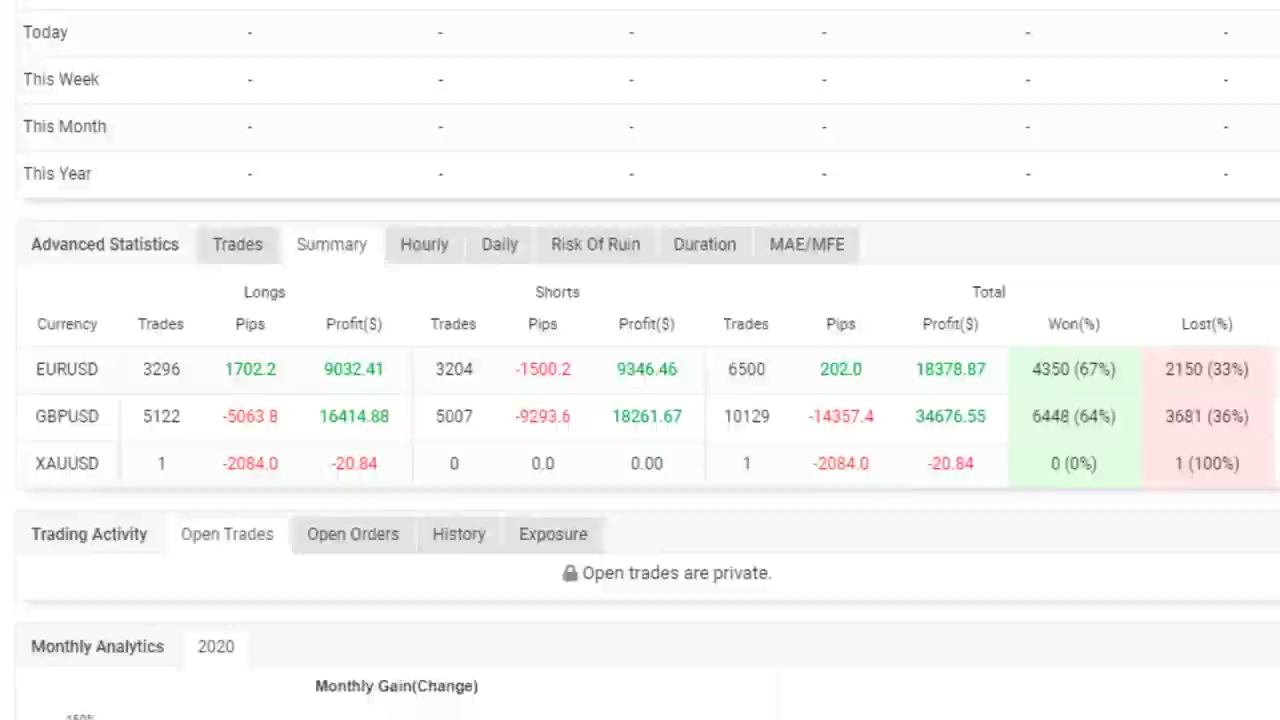 Today - - - - - -
This Week - - - - - -
This Month - - - - - -
This Year - - - - - -
Advanced Statistics Trades Summary Hourly Daily Risk Of Ruin Duration MAE/MFE
Longs Shorts Total
Currency Trades Pips Profit($) Trades Pips Profit($) Trades Pips Profit($) Won(%) Lost(%)
EURUSD 3296 1702.2 9032.41 3204 -1500.2 9346.46 6500 202.0 18378.87 4350 (67%) 2150 (33%)
GBPUSD 5122 -5063.8 16414.88 5007 -9293.6 18261.67 10129 -14357.4 34676.55 6448 (64%) 3681 (36%)
XAUUSD 1 -2084.0 -20.84 0 0.0 0.00 1 -2084.0 -20.84 0 (0%) 1 (100%)
Trading Activity Open Trades Open Orders History Exposure
Open trades are private.
Monthly Analytics 2020
Monthly Gain(Change)